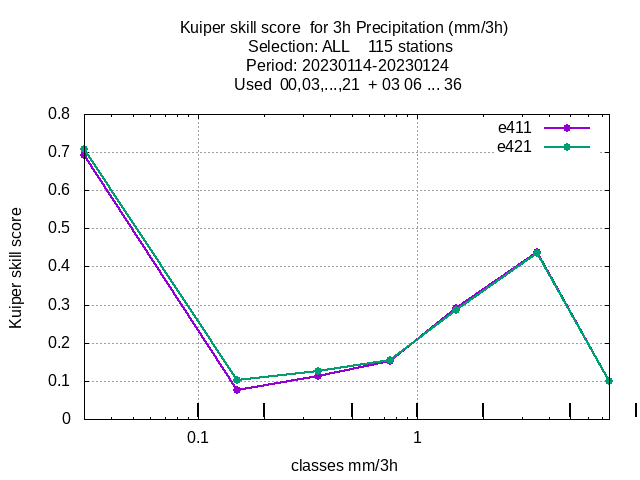 Kuiper skill score  for 3h Precipitation (mm/3h)
Selection: ALL    115 stations
Period: 20230114-20230124
Used  00,03,...,21  + 03 06 ... 36
e411
e421
0.8
0.7
0.6
0.5
0.4
0.3
0.2
0.1
0
Kuiper skill score
0.1
1
classes mm/3h